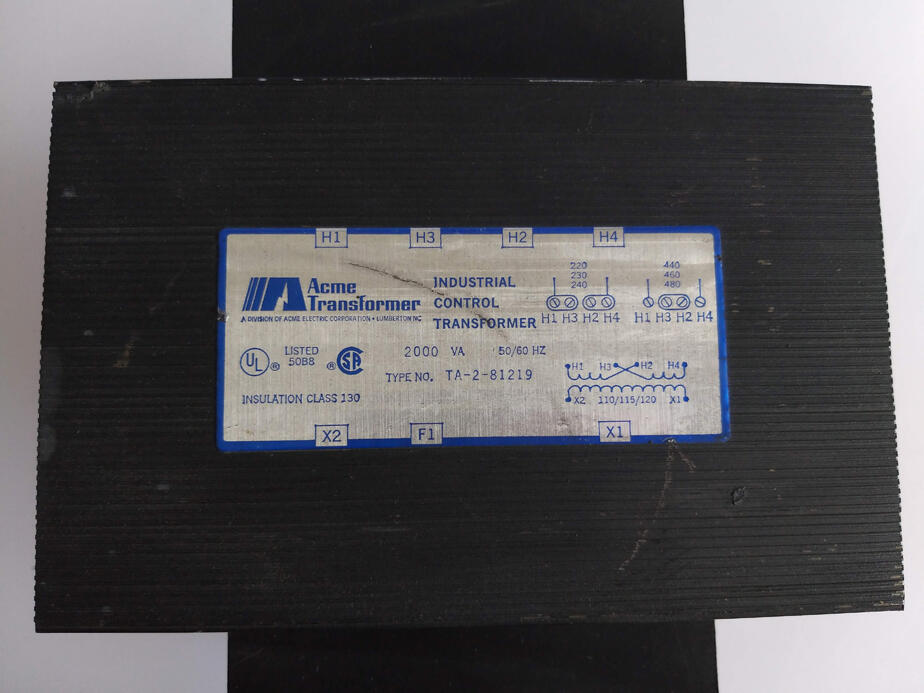 H1 H3 H2 H4
Acme
Transformer
A DIVISION OF ACME ELECTRIC CORPORATION • LUMBERTON NC
INDUSTRIAL
CONTROL
TRANSFORMER
220
230
240
H1 H3 H2 H4
440
460
480
H1 H3 H2 H4
UL ®
LISTED
50B8
® SA
2000 VA 50/60 HZ
TYPE NO. TA-2-81219
INSULATION CLASS 130
H1 H3 H2 H4
X2 110/115/120 X1
X2 F1 X1